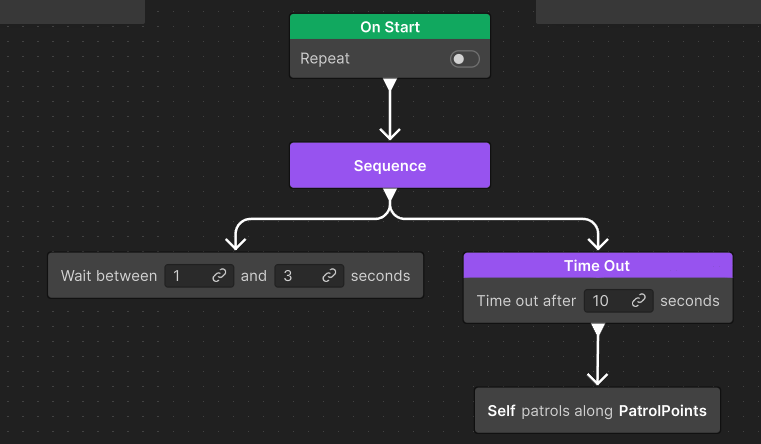 On Start
Repeat
Sequence
Wait between 1 and 3 seconds
Time Out
Time out after 10 seconds
Self patrols along PatrolPoints